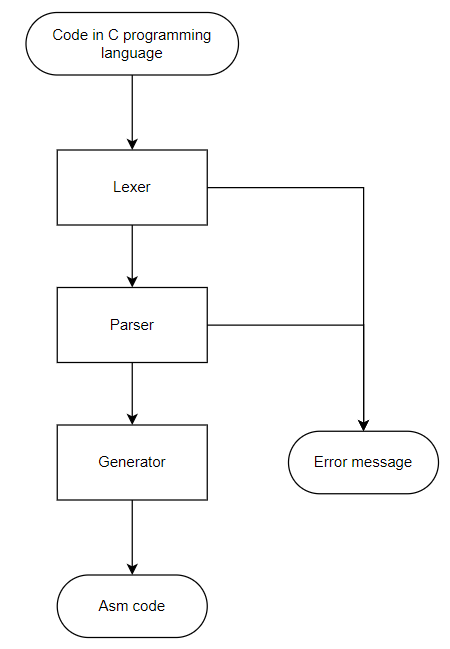 Code in C programming
language
Lexer
Parser
Generator
Error message
Asm code